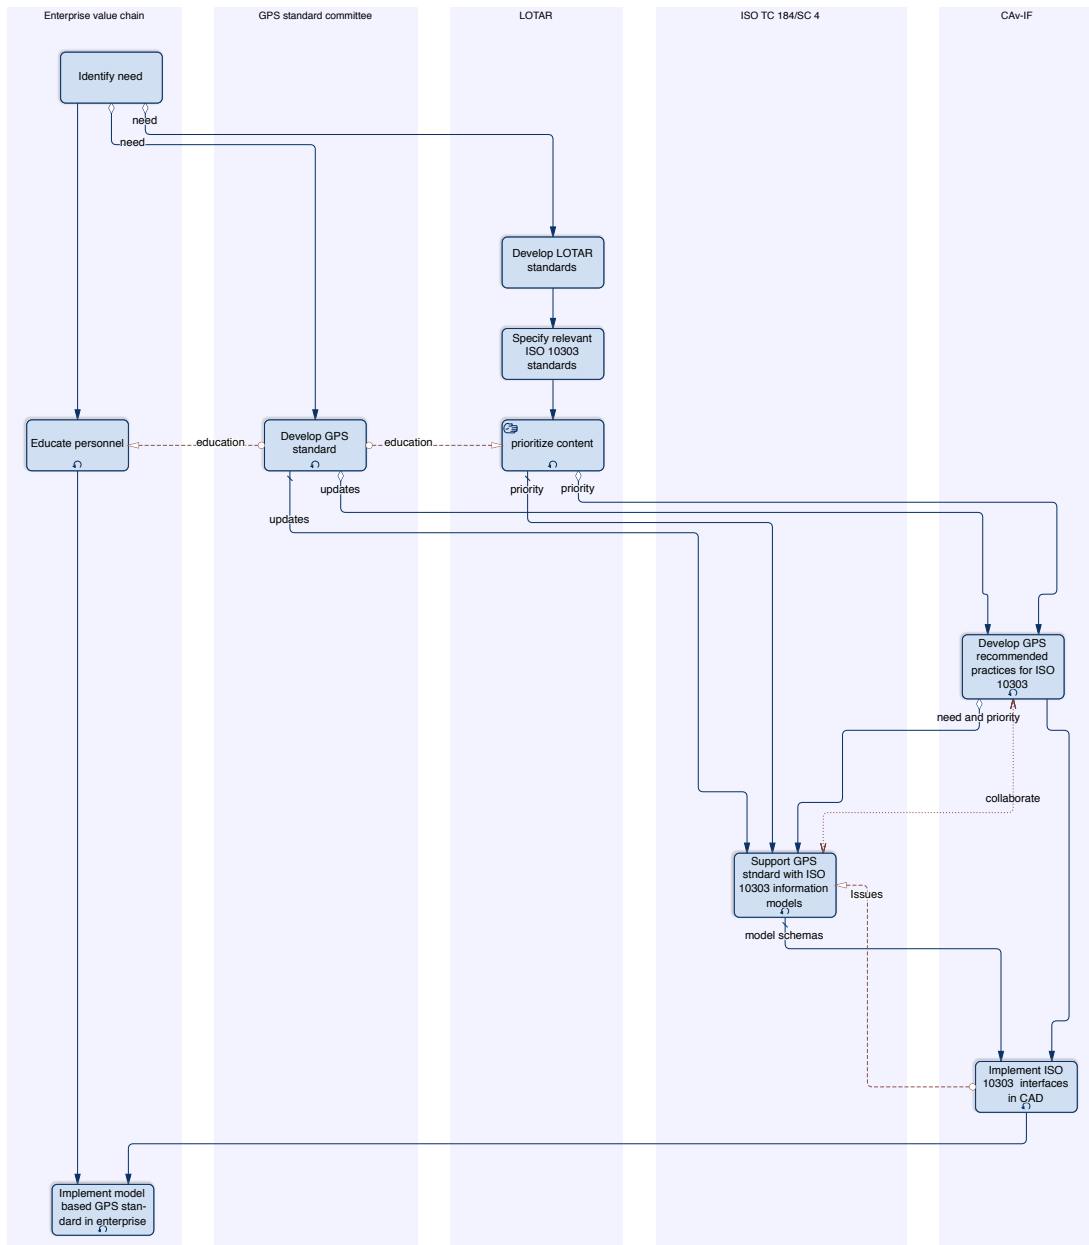 Enterprise value chain
GPS standard committee
LOTAR
ISO TC 184/SC 4
CAv-IF
Identify need
need
need
Develop LOTAR
standards
Specify relevant
ISO 10303
standards
Educate personnel
education
Develop GPS
standard
education
prioritize content
updates
priority
priority
updates
Develop GPS
recommended
practices for ISO
10303
need and priority
collaborate
Support GPS
stndard with ISO
10303 information
models
Issues
model schemas
Implement ISO
10303 interfaces
in CAD
Implement model
based GPS stan-
dard in enterprise